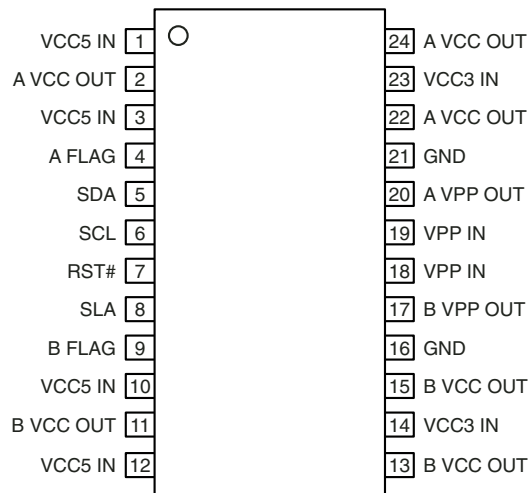 VCC5 IN 1 24 A VCC OUT
A VCC OUT 2 23 VCC3 IN
VCC5 IN 3 22 A VCC OUT
A FLAG 4 21 GND
SDA 5 20 A VPP OUT
SCL 6 19 VPP IN
RST# 7 18 VPP IN
SLA 8 17 B VPP OUT
B FLAG 9 16 GND
VCC5 IN 10 15 B VCC OUT
B VCC OUT 11 14 VCC3 IN
VCC5 IN 12 13 B VCC OUT